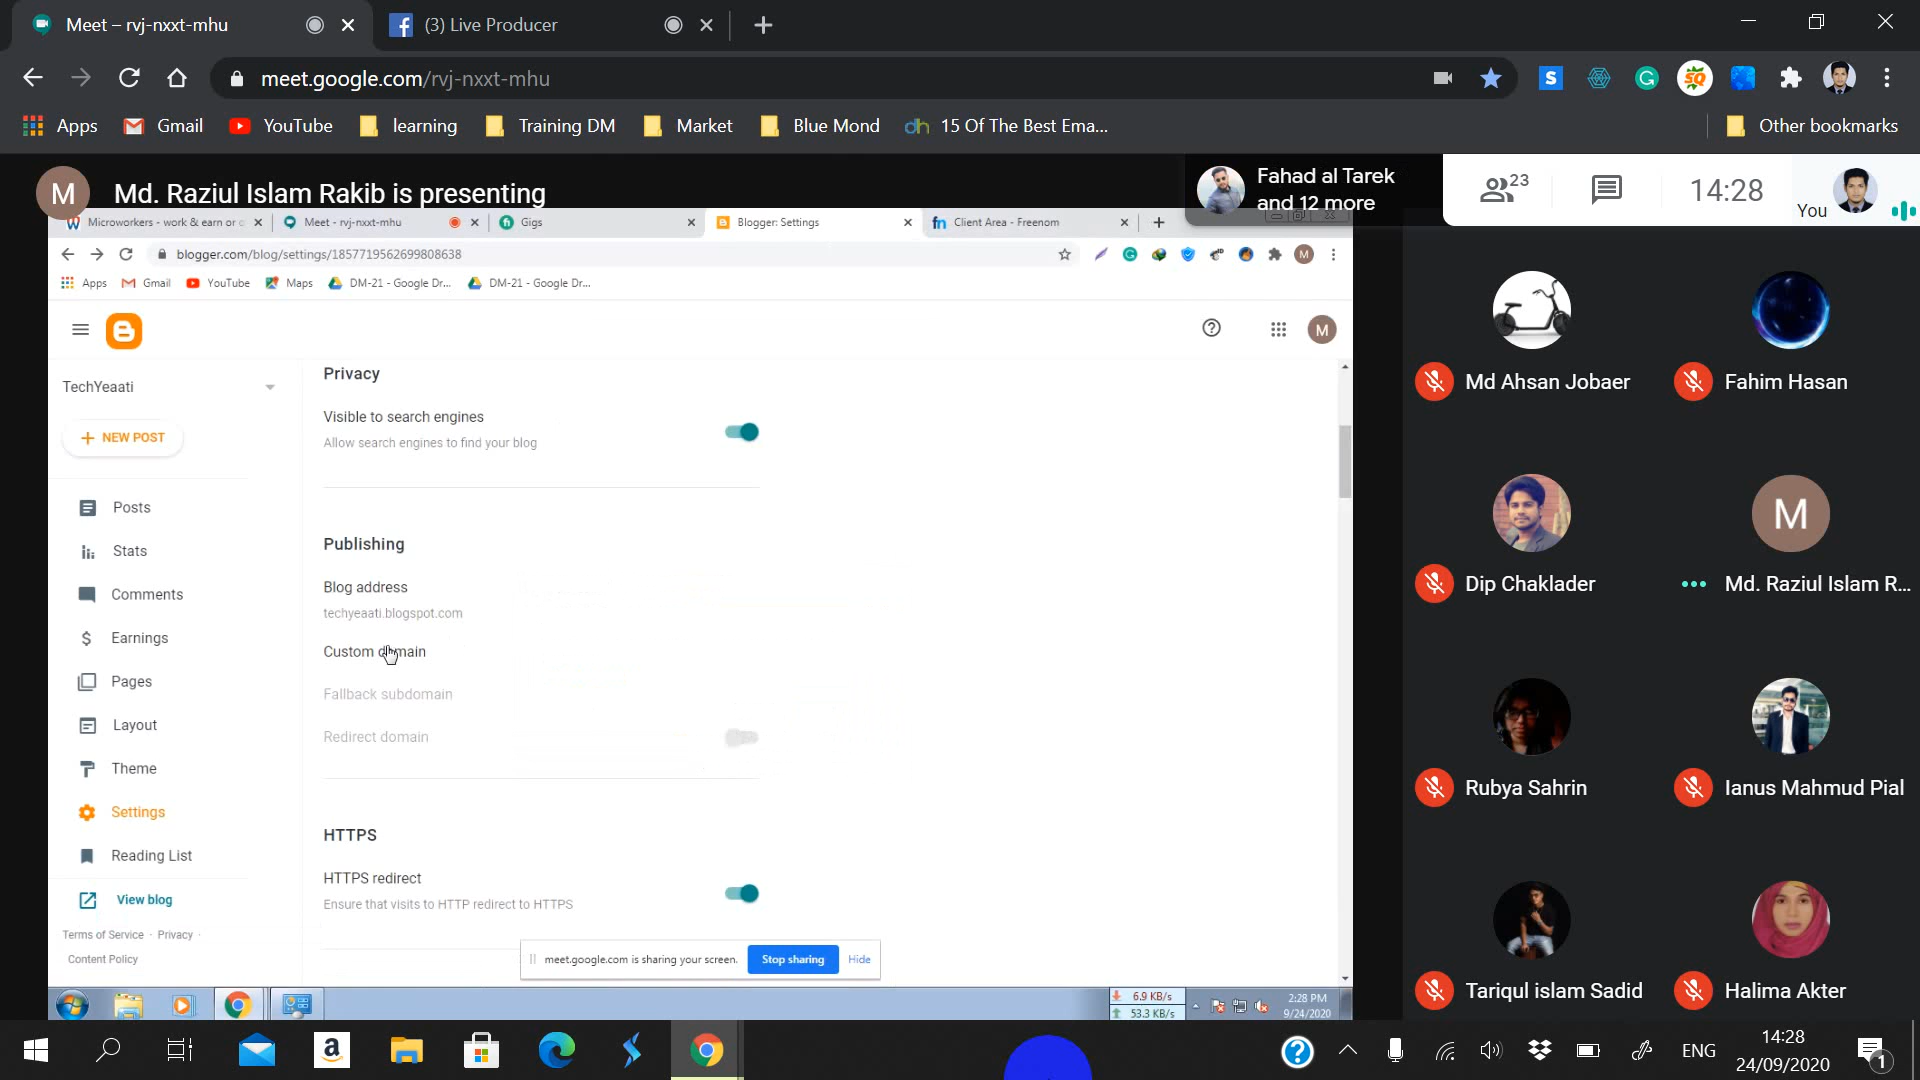 Meet – rvj-nxxt-mhu
(3) Live Producer
meet.google.com/rvj-nxxt-mhu
Apps
Gmail
YouTube
learning
Training DM
Market
Blue Mond
15 Of The Best Ema...
Other bookmarks
M
Md. Raziul Islam Rakib is presenting
Fahad al Tarek
and 12 more
23
14:28
You
Microworkers - work & earn or o
Meet - rvj-nxxt-mhu
Gigs
Blogger: Settings
Client Area - Freenom
blogger.com/blog/settings/1857719562699808638
Apps
Gmail
YouTube
Maps
DM-21 - Google Dr...
DM-21 - Google Dr...
M
TechYeaati
NEW POST
Posts
Stats
Comments
Earnings
Pages
Layout
Theme
Settings
Reading List
View blog
Terms of Service · Privacy ·
Content Policy
Privacy
Visible to search engines
Allow search engines to find your blog
Publishing
Blog address
techyeaati.blogspot.com
Custom domain
Fallback subdomain
Redirect domain
HTTPS
HTTPS redirect
Ensure that visits to HTTP redirect to HTTPS
meet.google.com is sharing your screen.
Stop sharing
Hide
6.9 KB/s
53.3 KB/s
2:28 PM
9/24/2020
Md Ahsan Jobaer
Fahim Hasan
M
Dip Chaklader
Md. Raziul Islam R...
Rubya Sahrin
Ianus Mahmud Pial
Tariqul islam Sadid
Halima Akter
ENG
14:28
24/09/2020
1